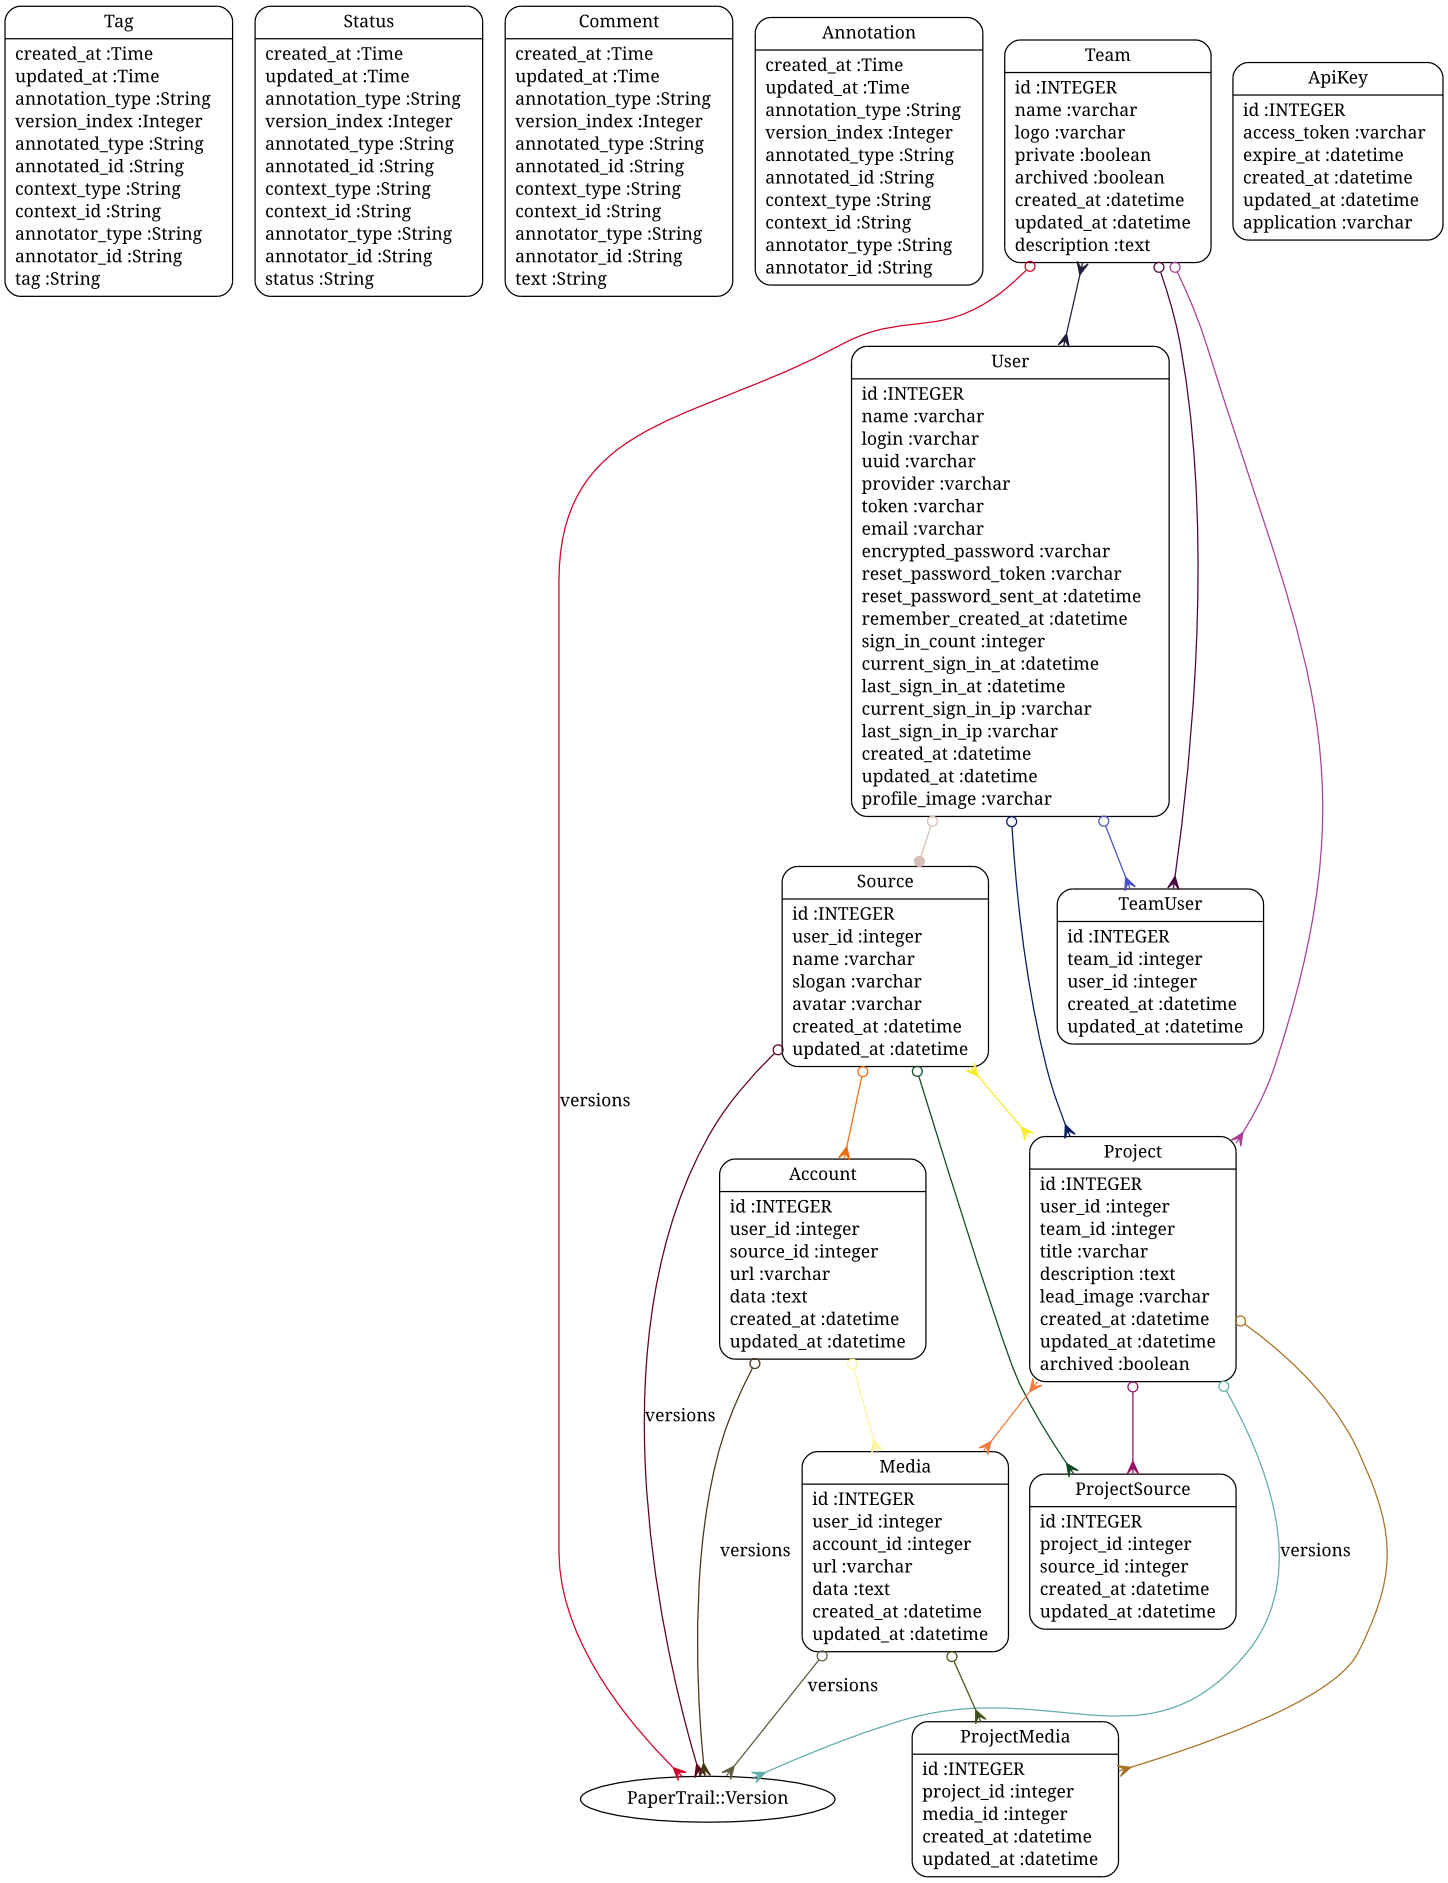 Tag
created_at :Time
updated_at :Time
annotation_type :String
version_index :Integer
annotated_type :String
annotated_id :String
context_type :String
context_id :String
annotator_type :String
annotator_id :String
tag :String
Status
created_at :Time
updated_at :Time
annotation_type :String
version_index :Integer
annotated_type :String
annotated_id :String
context_type :String
context_id :String
annotator_type :String
annotator_id :String
status :String
Comment
created_at :Time
updated_at :Time
annotation_type :String
version_index :Integer
annotated_type :String
annotated_id :String
context_type :String
context_id :String
annotator_type :String
annotator_id :String
text :String
Annotation
created_at :Time
updated_at :Time
annotation_type :String
version_index :Integer
annotated_type :String
annotated_id :String
context_type :String
context_id :String
annotator_type :String
annotator_id :String
Team
id :INTEGER
name :varchar
logo :varchar
private :boolean
archived :boolean
created_at :datetime
updated_at :datetime
description :text
ApiKey
id :INTEGER
access_token :varchar
expire_at :datetime
created_at :datetime
updated_at :datetime
application :varchar
User
id :INTEGER
name :varchar
login :varchar
uuid :varchar
provider :varchar
token :varchar
email :varchar
encrypted_password :varchar
reset_password_token :varchar
reset_password_sent_at :datetime
remember_created_at :datetime
sign_in_count :integer
current_sign_in_at :datetime
last_sign_in_at :datetime
current_sign_in_ip :varchar
last_sign_in_ip :varchar
created_at :datetime
updated_at :datetime
profile_image :varchar
Source
id :INTEGER
user_id :integer
name :varchar
slogan :varchar
avatar :varchar
created_at :datetime
updated_at :datetime
TeamUser
id :INTEGER
team_id :integer
user_id :integer
created_at :datetime
updated_at :datetime
versions
Account
id :INTEGER
user_id :integer
source_id :integer
url :varchar
data :text
created_at :datetime
updated_at :datetime
Project
id :INTEGER
user_id :integer
team_id :integer
title :varchar
description :text
lead_image :varchar
created_at :datetime
updated_at :datetime
archived :boolean
versions
Media
id :INTEGER
user_id :integer
account_id :integer
url :varchar
data :text
created_at :datetime
updated_at :datetime
ProjectSource
id :INTEGER
project_id :integer
source_id :integer
created_at :datetime
updated_at :datetime
versions
versions
versions
ProjectMedia
id :INTEGER
project_id :integer
media_id :integer
created_at :datetime
updated_at :datetime
PaperTrail::Version